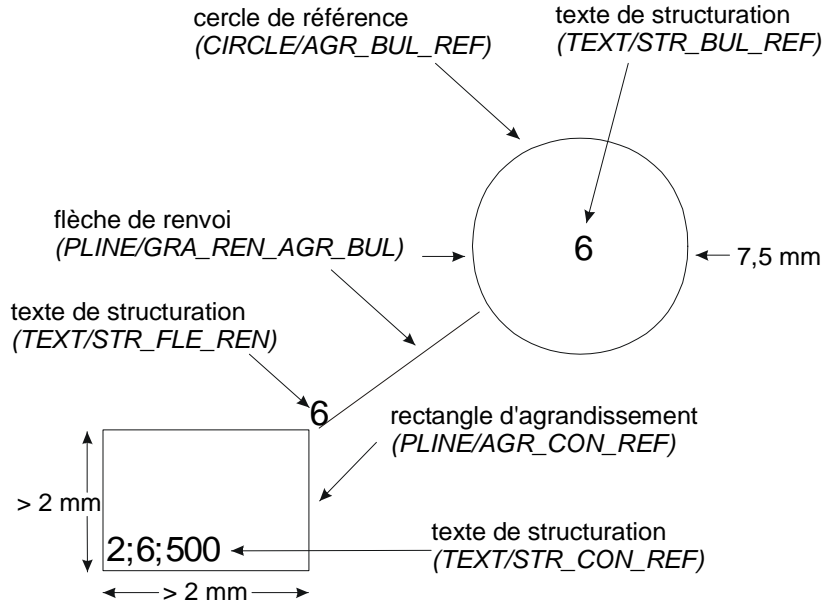 cercle de référence
(CIRCLE/AGR_BUL_REF)
texte de structuration
(TEXT/STR_BUL_REF)
flèche de renvoi
(PLINE/GRA_REN_AGR_BUL)
6
7,5 mm
texte de structuration
(TEXT/STR_FLE_REN)
6
rectangle d'agrandissement
(PLINE/AGR_CON_REF)
> 2 mm
2;6;500
texte de structuration
(TEXT/STR_CON_REF)
> 2 mm